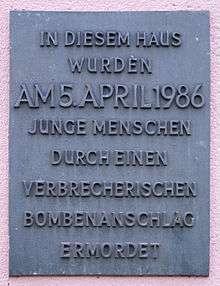 IN DIESEM HAUS
WURDEN
AM 5. APRIL 1986
JUNGE MENSCHEN
DURCH EINEN
VERBRECHERISCHEN
BOMBENANSCHLAG
ERMORDET